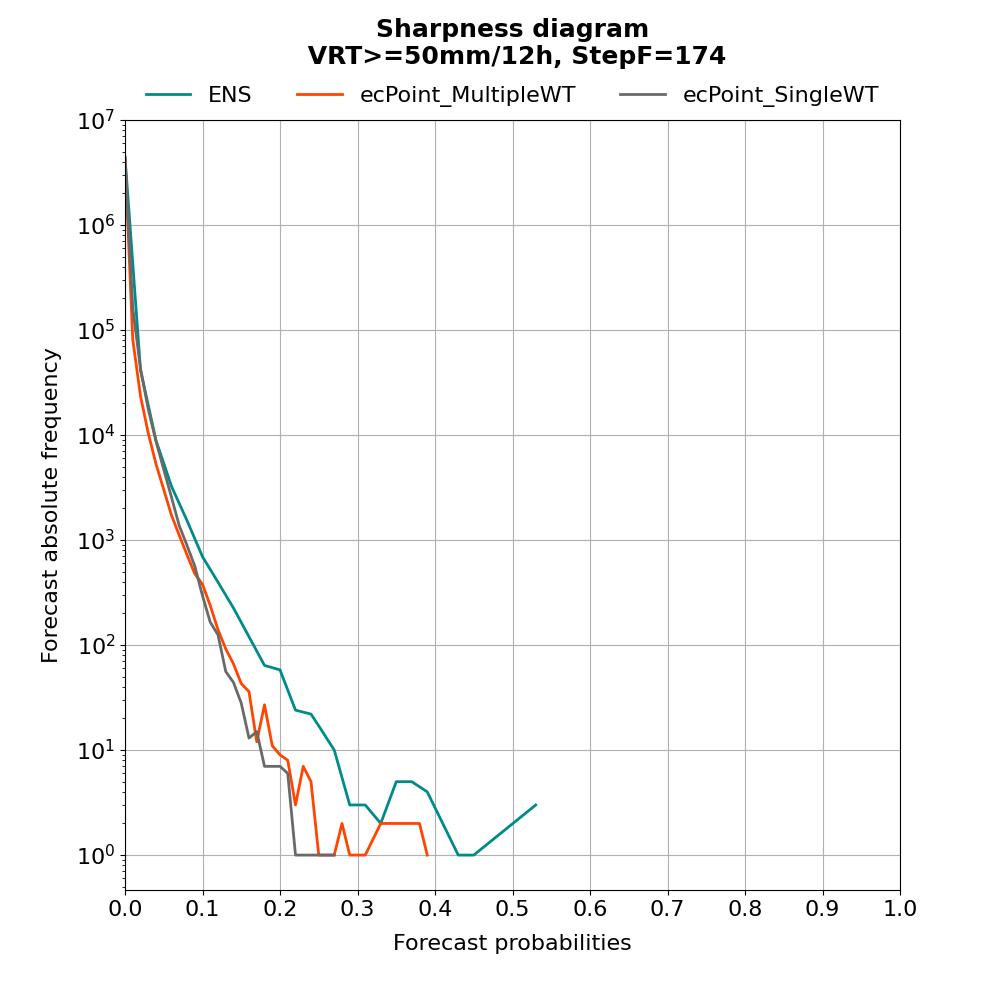 Sharpness diagram
VRT>=50mm/12h, StepF=174
ENS ecPoint_MultipleWT ecPoint_SingleWT
10^7
10^6
10^5
10^4
10^3
10^2
10^1
10^0
Forecast absolute frequency
0.0 0.1 0.2 0.3 0.4 0.5 0.6 0.7 0.8 0.9 1.0
Forecast probabilities